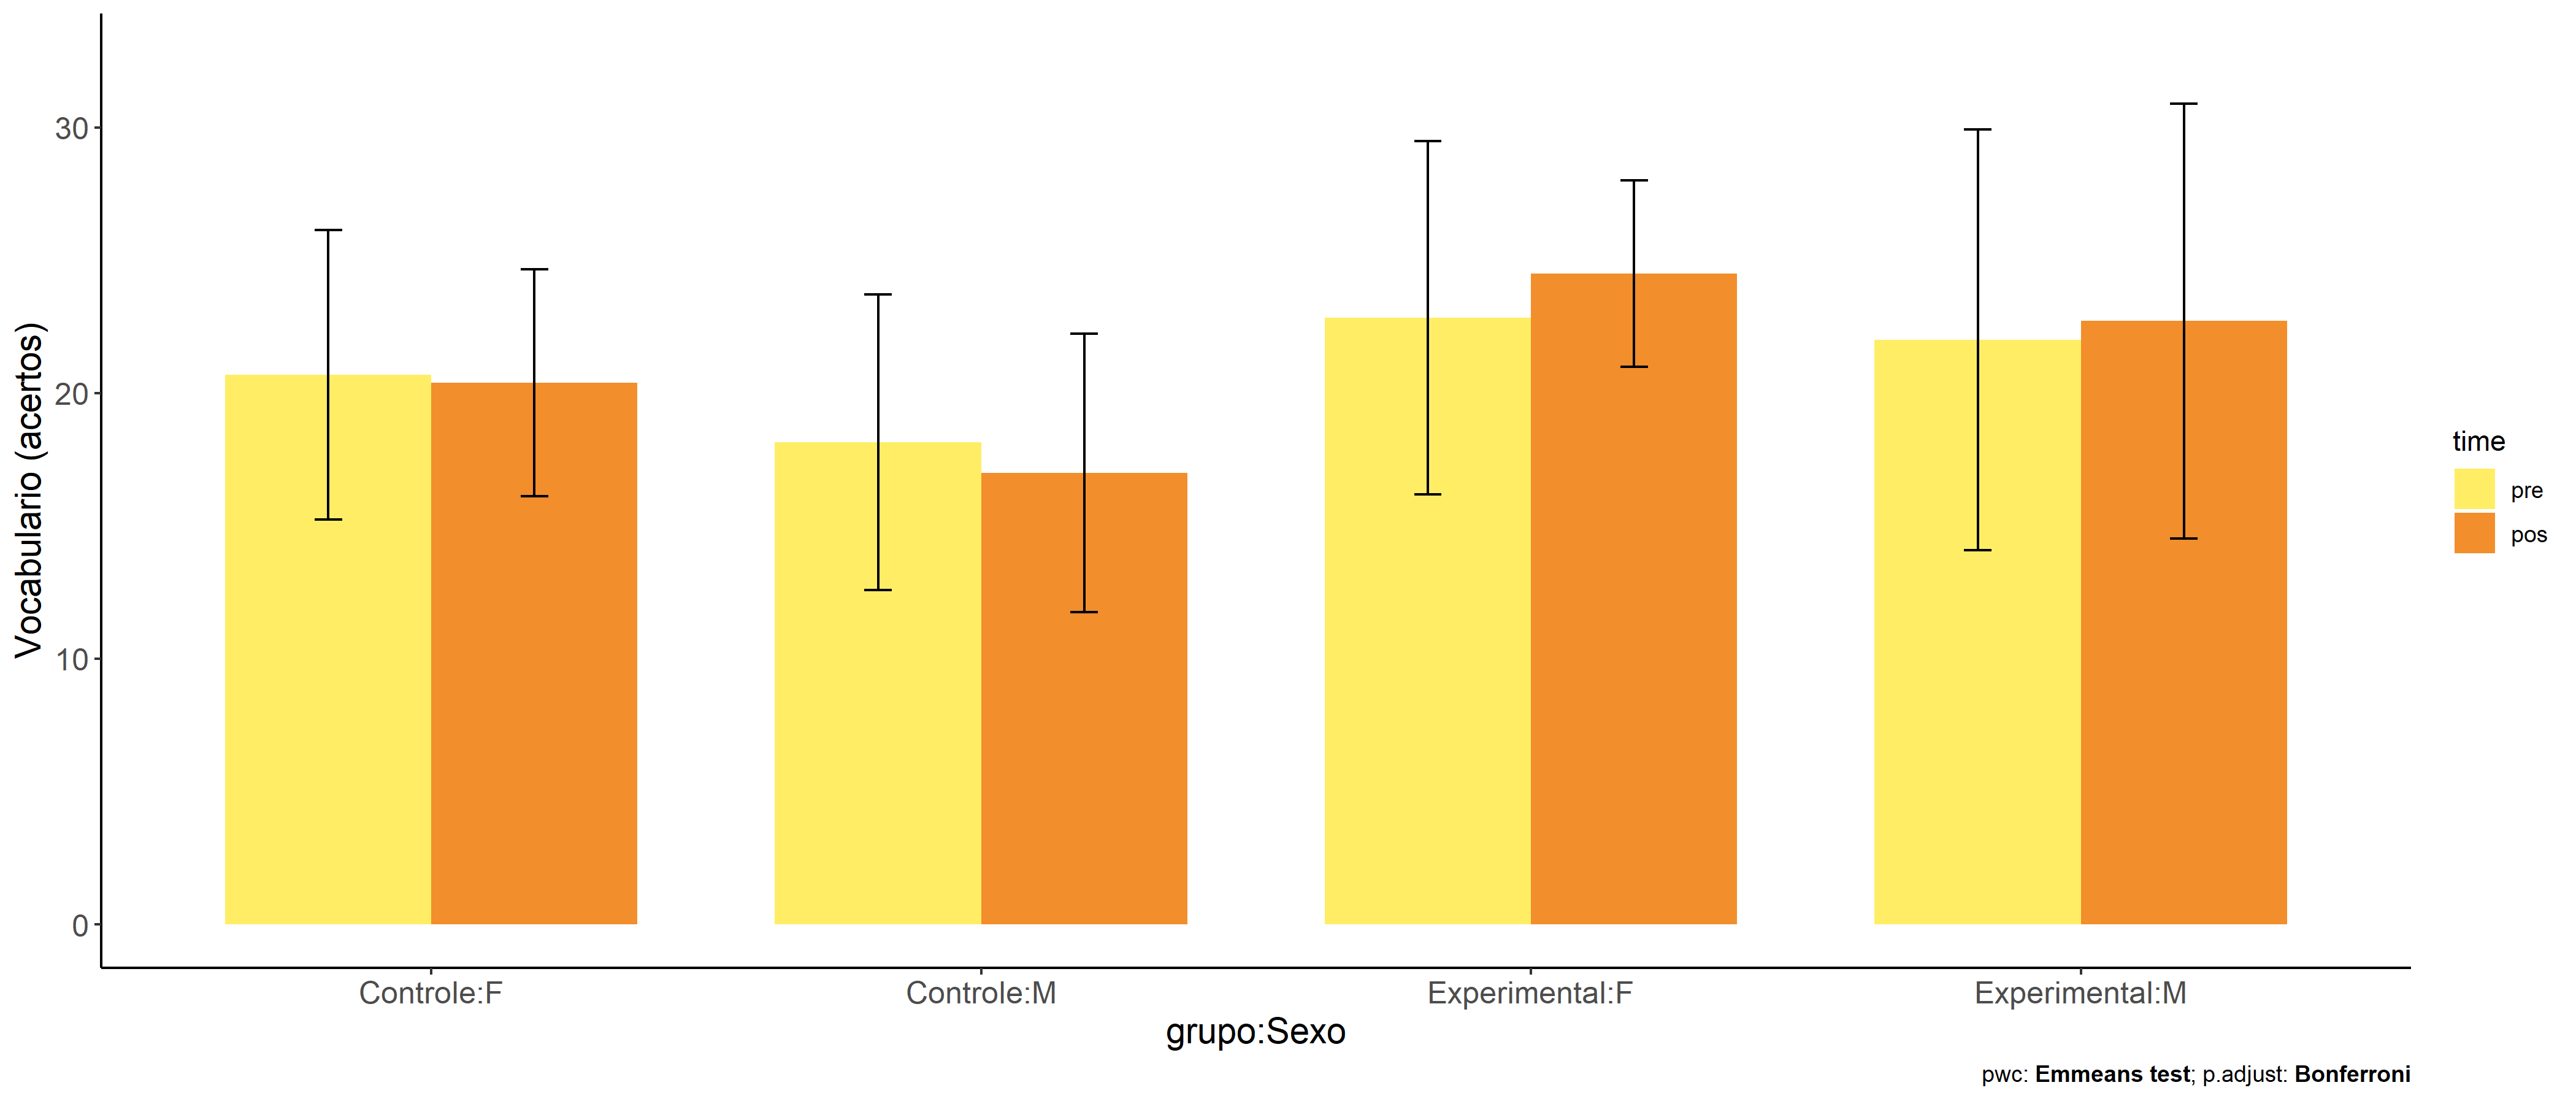 Vocabulario (acertos)
30
20
10
0
Controle:F
Controle:M
Experimental:F
Experimental:M
grupo:Sexo
time
pre
pos
pwc: Emmeans test; p.adjust: Bonferroni